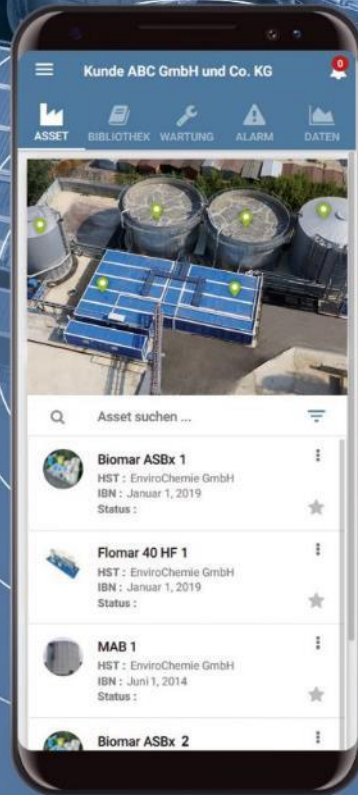 Kunde ABC GmbH und Co. KG
ASSET BIBLIOTHEK WARTUNG ALARM DATEN
Asset suchen ...
Biomar ASBx 1
HST : EnviroChemie GmbH
IBN : Januar 1, 2019
Status :
Flomar 40 HF 1
HST : EnviroChemie GmbH
IBN : Januar 1, 2019
Status :
MAB 1
HST : EnviroChemie GmbH
IBN : Juni 1, 2014
Status :
Biomar ASBx 2